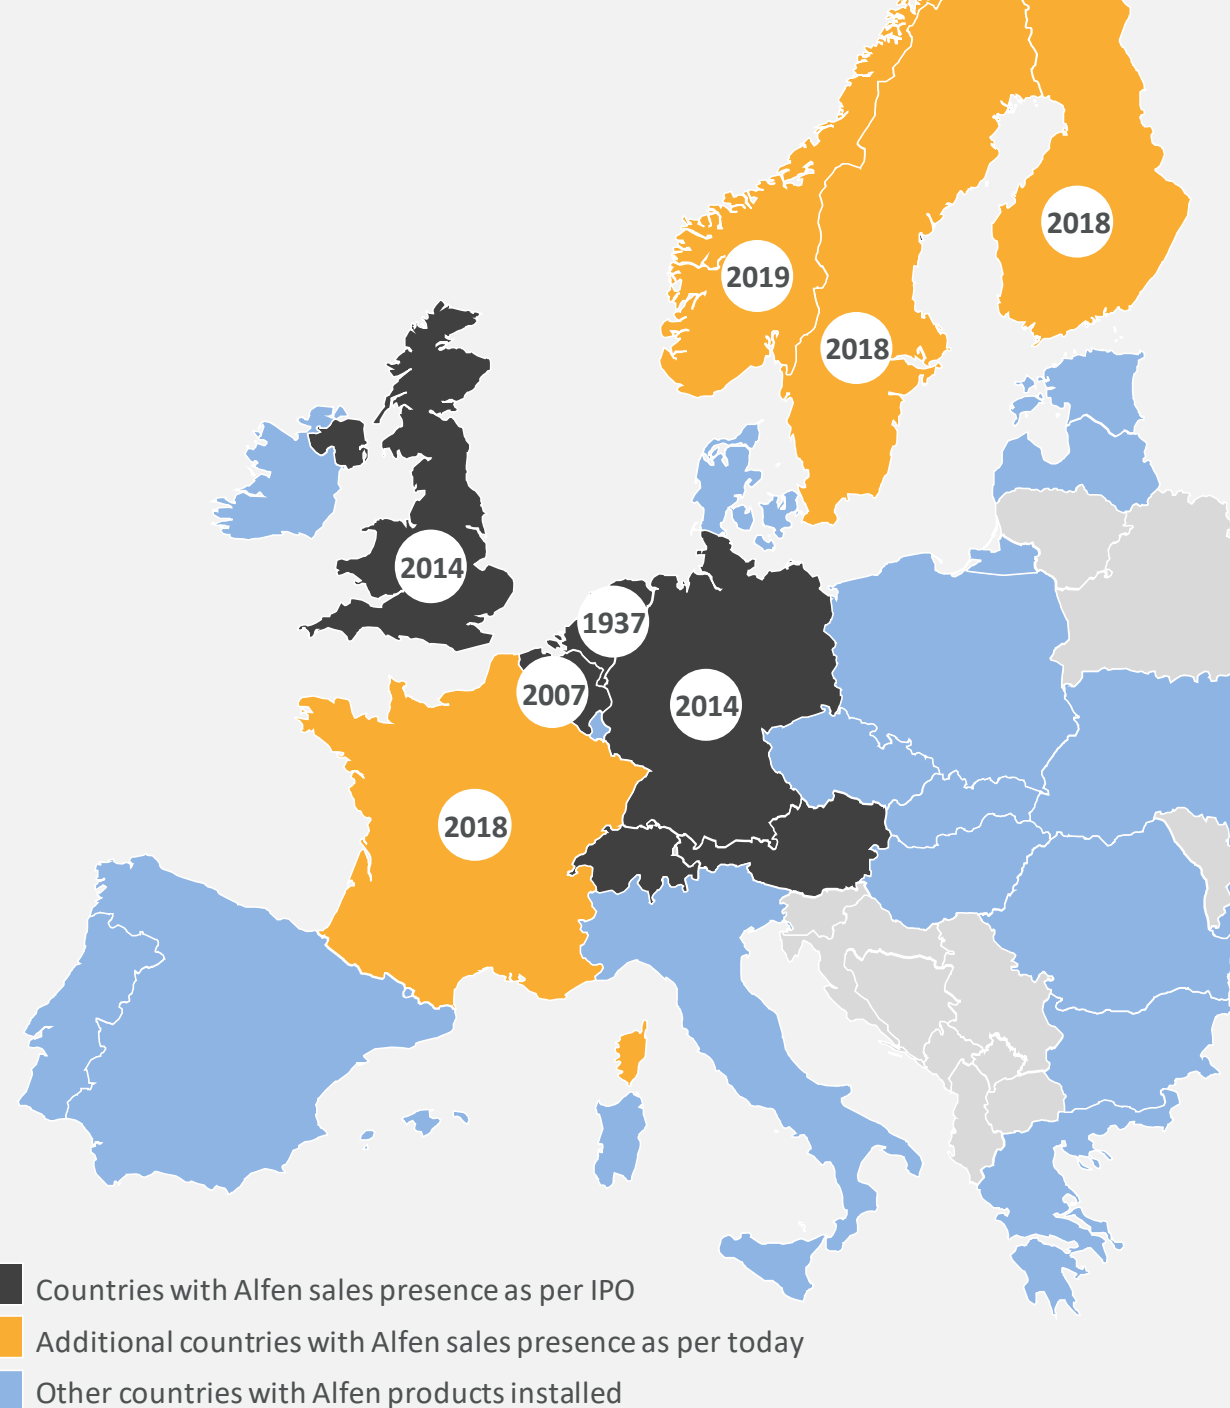 2018
2019
2018
2014
1937
2007
2014
2018
Countries with Alfen sales presence as per IPO
Additional countries with Alfen sales presence as per today
Other countries with Alfen products installed